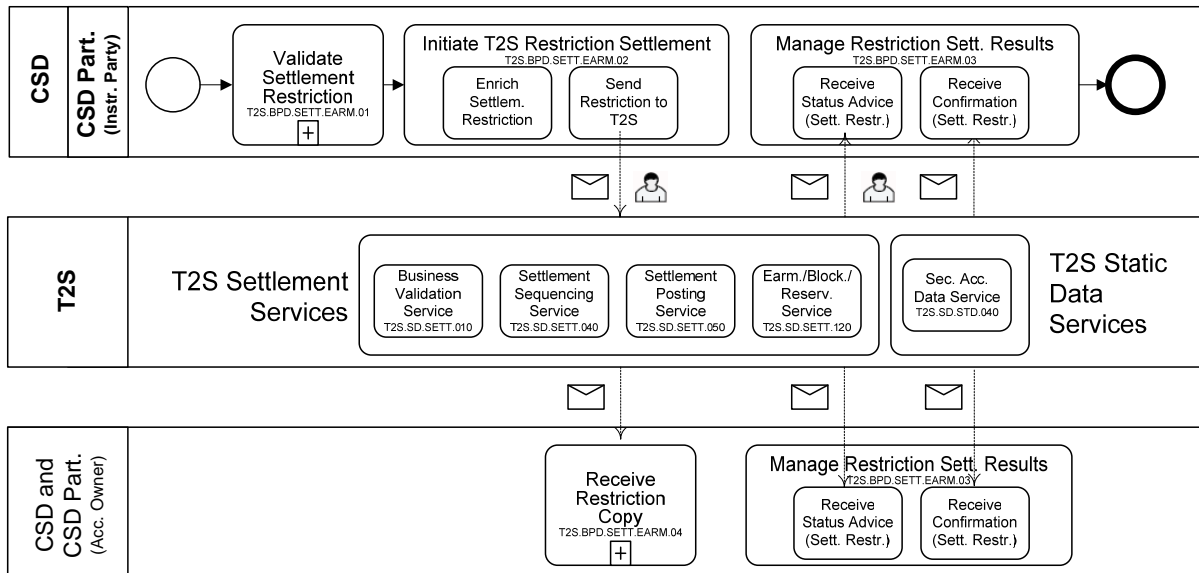 CSD
CSD Part.
(Instr. Party)
Validate
Settlement
Restriction
T2S.BPD.SETT.EARM.01
+
Initiate T2S Restriction Settlement
T2S.BPD.SETT.EARM.02
Enrich
Settlem.
Restriction
Send
Restriction to
T2S
Manage Restriction Sett. Results
T2S.BPD.SETT.EARM.03
Receive
Status Advice
(Sett. Restr.)
Receive
Confirmation
(Sett. Restr.)
T2S
T2S Settlement
Services
Business
Validation
Service
T2S.SD.SETT.010
Settlement
Sequencing
Service
T2S.SD.SETT.040
Settlement
Posting
Service
T2S.SD.SETT.050
Earm./Block./
Reserv.
Service
T2S.SD.SETT.120
Sec. Acc.
Data Service
T2S.SD.STD.040
T2S Static
Data
Services
CSD and
CSD Part.
(Acc. Owner)
Receive
Restriction
Copy
T2S.BPD.SETT.EARM.04
+
Manage Restriction Sett. Results
T2S.BPD.SETT.EARM.03
Receive
Status Advice
(Sett. Restr.)
Receive
Confirmation
(Sett. Restr.)